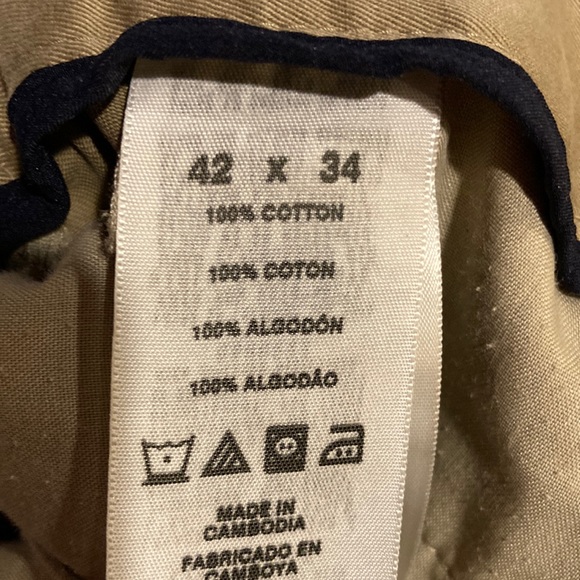 42 x 34
100% COTTON
100% COTON
100% ALGODÓN
100% ALGODÃO
MADE IN
CAMBODIA
FABRICADO EN
CAMBOYA